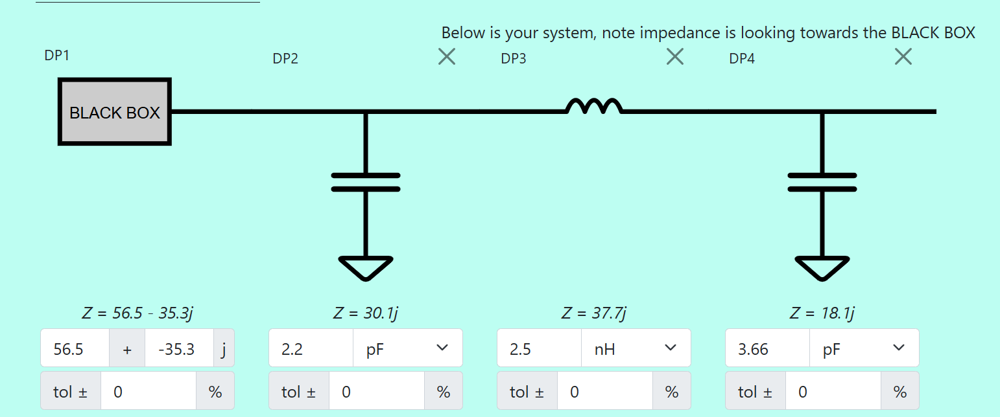 Below is your system, note impedance is looking towards the BLACK BOX
DP1
DP2
DP3
DP4
BLACK BOX
Z = 56.5 - 35.3j
Z = 30.1j
Z = 37.7j
Z = 18.1j
56.5 + -35.3 j
2.2 pF
2.5 nH
3.66 pF
tol ± 0 %
tol ± 0 %
tol ± 0 %
tol ± 0 %